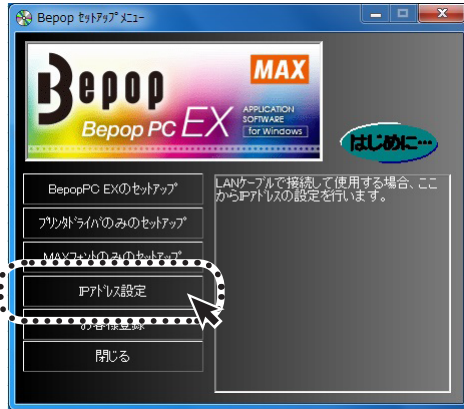 Bepop ｾｯﾄｱｯﾌﾟﾒﾆｭｰ
Bepop
MAX
Bepop PC EX
APPLICATION
SOFTWARE
for Windows
はじめに…
BepopPC EXのｾｯﾄｱｯﾌﾟ
ﾌﾟﾘﾝﾀﾄﾞﾗｲﾊﾞのみのｾｯﾄｱｯﾌﾟ
MAXﾌｫﾝﾄのみのｾｯﾄｱｯﾌﾟ
IPｱﾄﾞﾚｽ設定
お客様登録
閉じる
LANｹｰﾌﾞﾙで接続して使用する場合、ここ
からIPｱﾄﾞﾚｽの設定を行います。